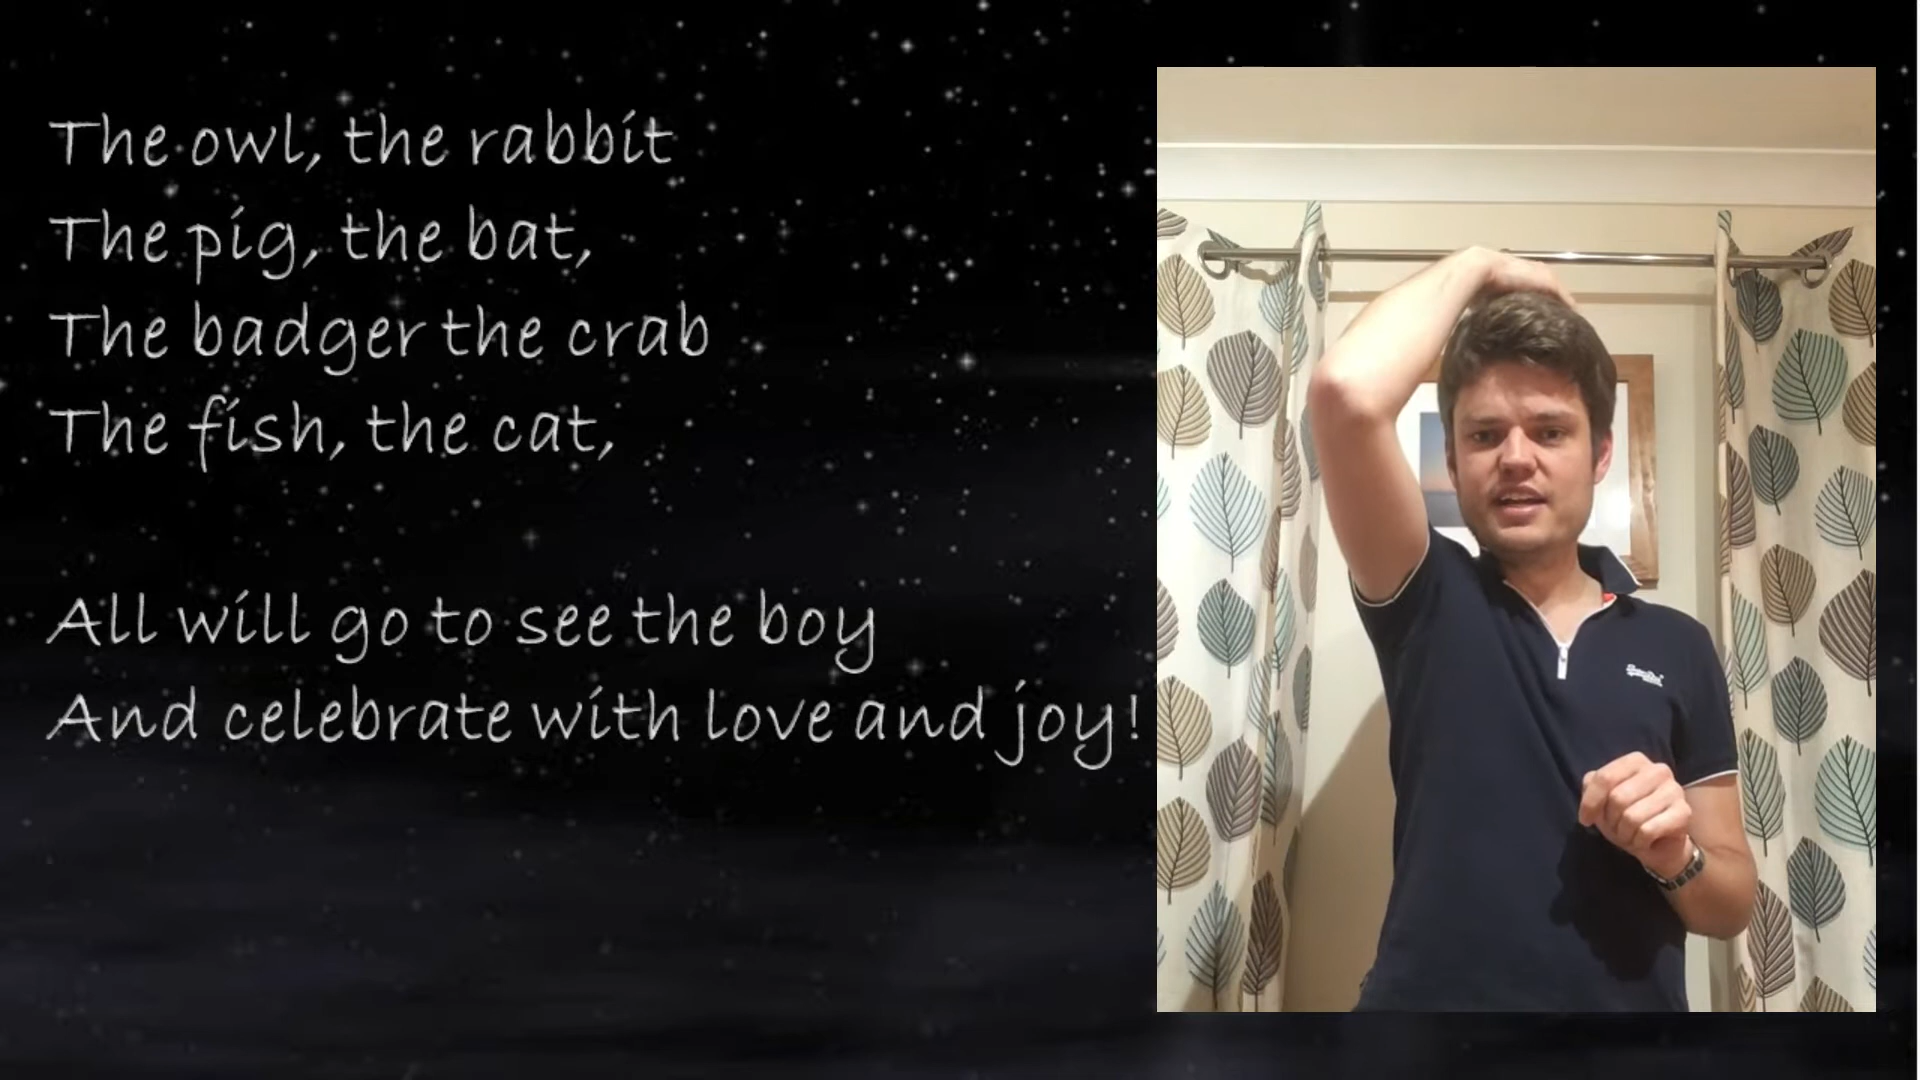 The owl, the rabbit
The pig, the bat,
The badger the crab
The fish, the cat,
All will go to see the boy
And celebrate with love and joy!